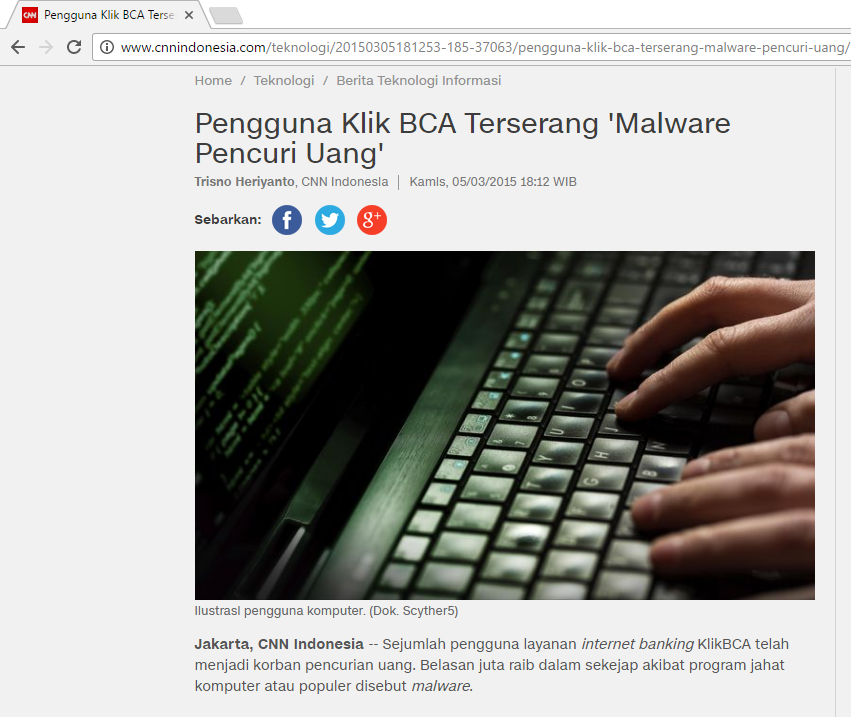 CNN Pengguna Klik BCA Terse
www.cnnindonesia.com/teknologi/20150305181253-185-37063/pengguna-klik-bca-terserang-malware-pencuri-uang/
Home / Teknologi / Berita Teknologi Informasi
Pengguna Klik BCA Terserang 'Malware
Pencuri Uang'
Trisno Heriyanto, CNN Indonesia | Kamis, 05/03/2015 18:12 WIB
Sebarkan: f g+
Ilustrasi pengguna komputer. (Dok. Scyther5)
Jakarta, CNN Indonesia -- Sejumlah pengguna layanan internet banking KlikBCA telah
menjadi korban pencurian uang. Belasan juta raib dalam sekejap akibat program jahat
komputer atau populer disebut malware.